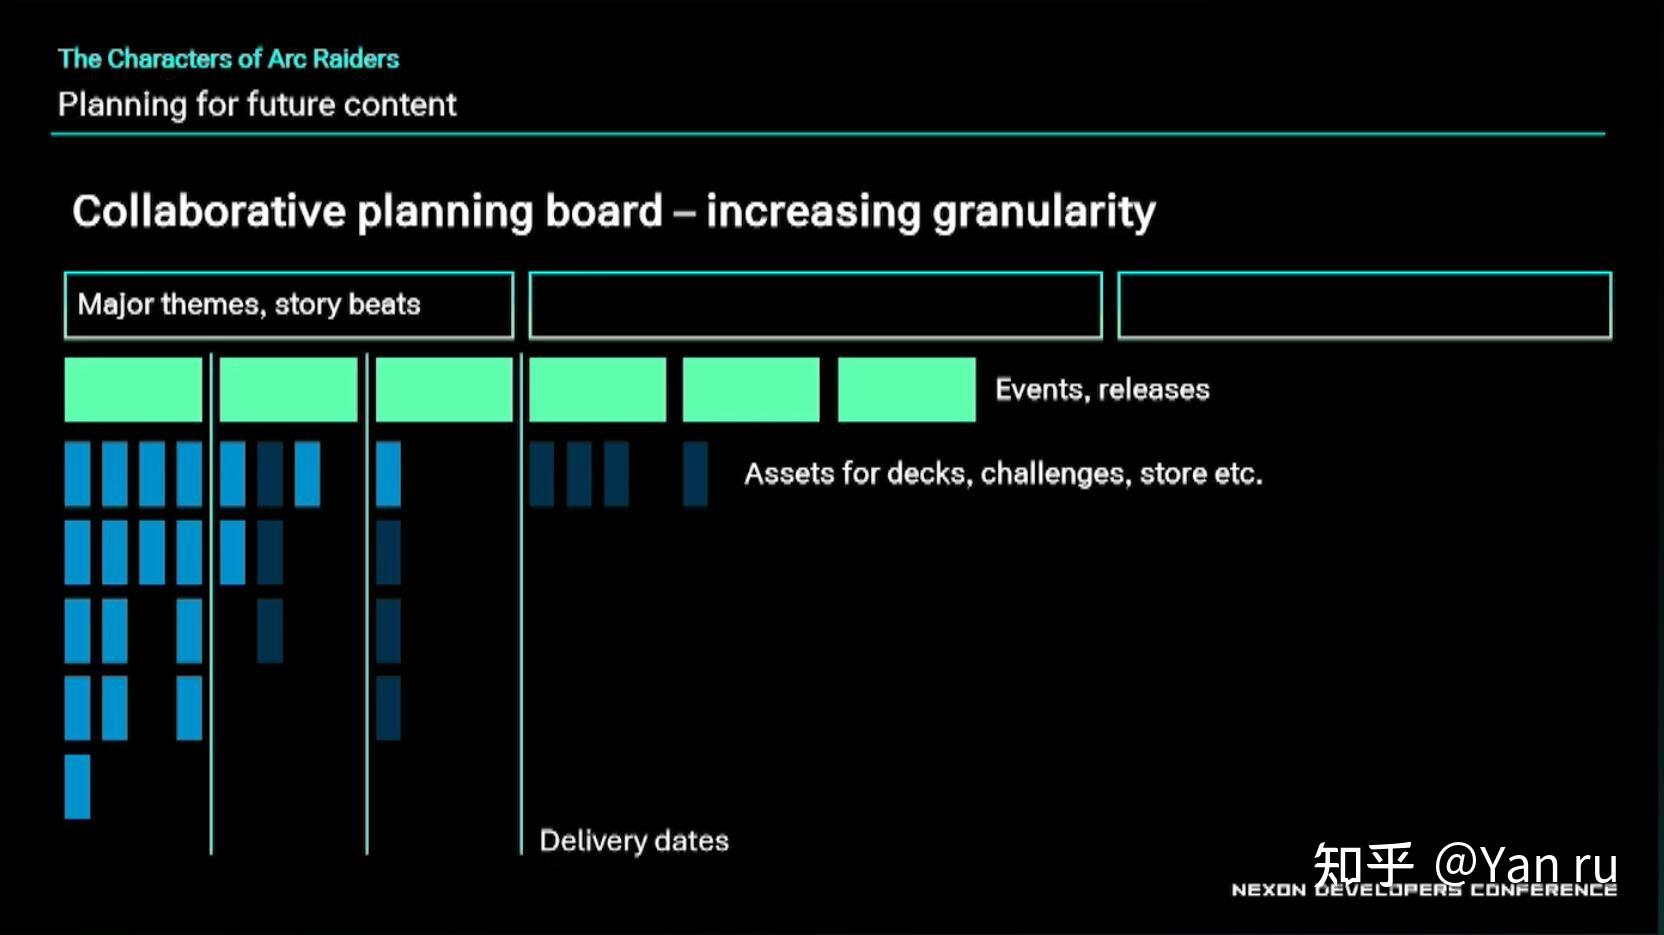 The Characters of Arc Raiders
Planning for future content
Collaborative planning board – increasing granularity
Major themes, story beats
Events, releases
Assets for decks, challenges, store etc.
Delivery dates
知乎 @Yan ru
NEXON DEVELOPERS CONFERENCE